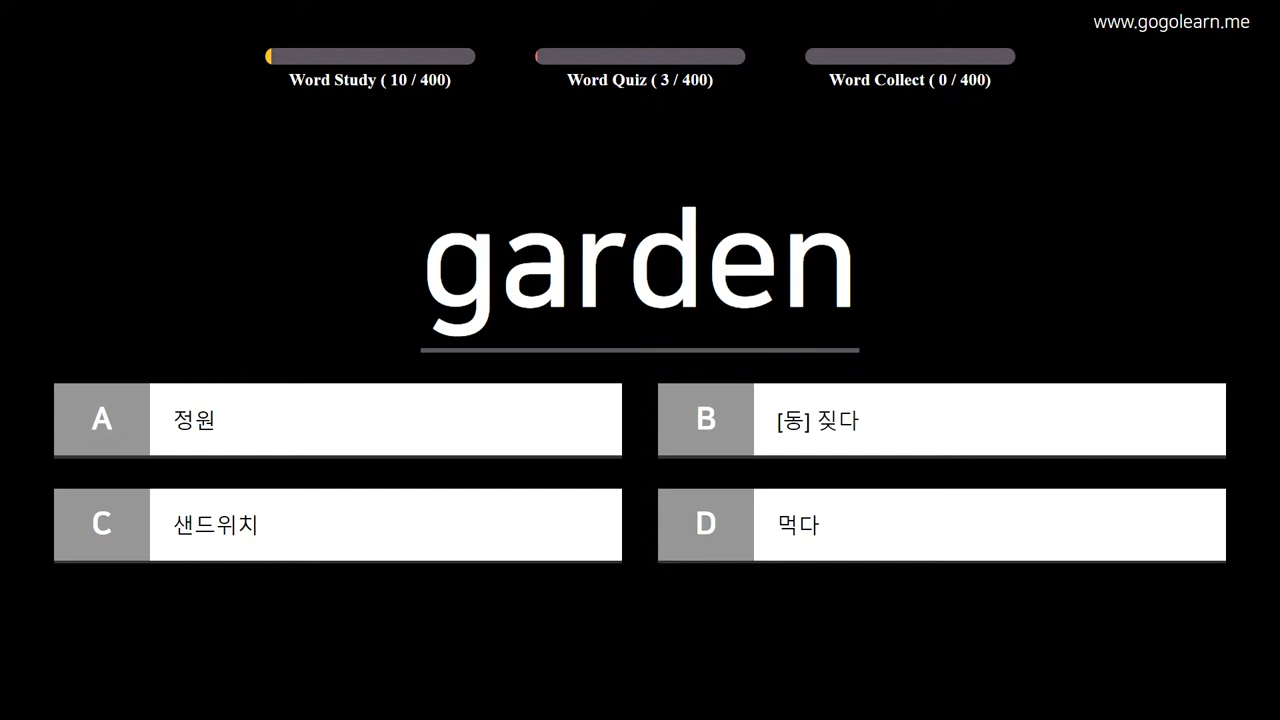 www.gogolearn.me
Word Study ( 10 / 400)
Word Quiz ( 3 / 400)
Word Collect ( 0 / 400)
garden
A 정원
B [동] 짖다
C 샌드위치
D 먹다